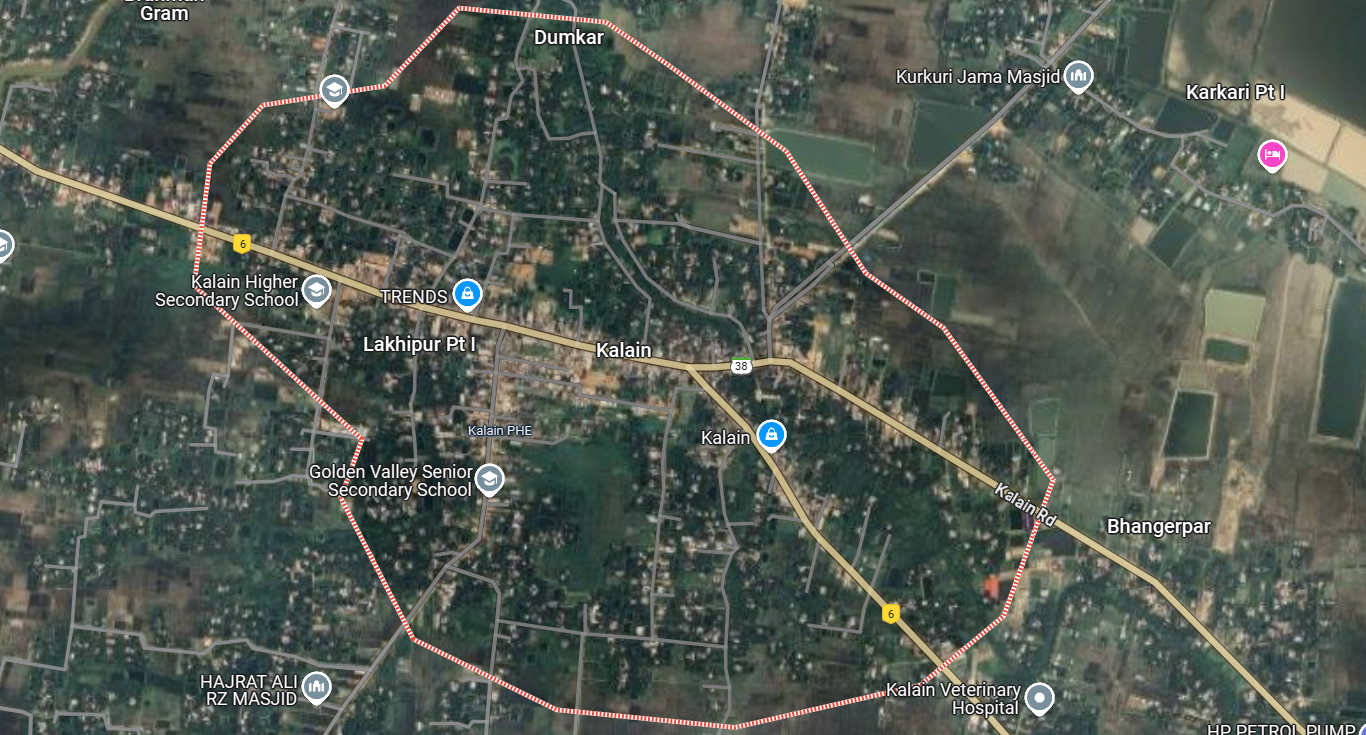 Gram
Dumkar
Kurkuri Jama Masjid
Karkari Pt I
6
Kalain Higher
Secondary School
TRENDS
Lakhipur Pt I
Kalain
38
Kalain PHE
Kalain
Golden Valley Senior
Secondary School
Kalain Rd
Bhangerpar
6
HAJRAT ALI
RZ MASJID
Kalain Veterinary
Hospital
HP PETROL PUMP